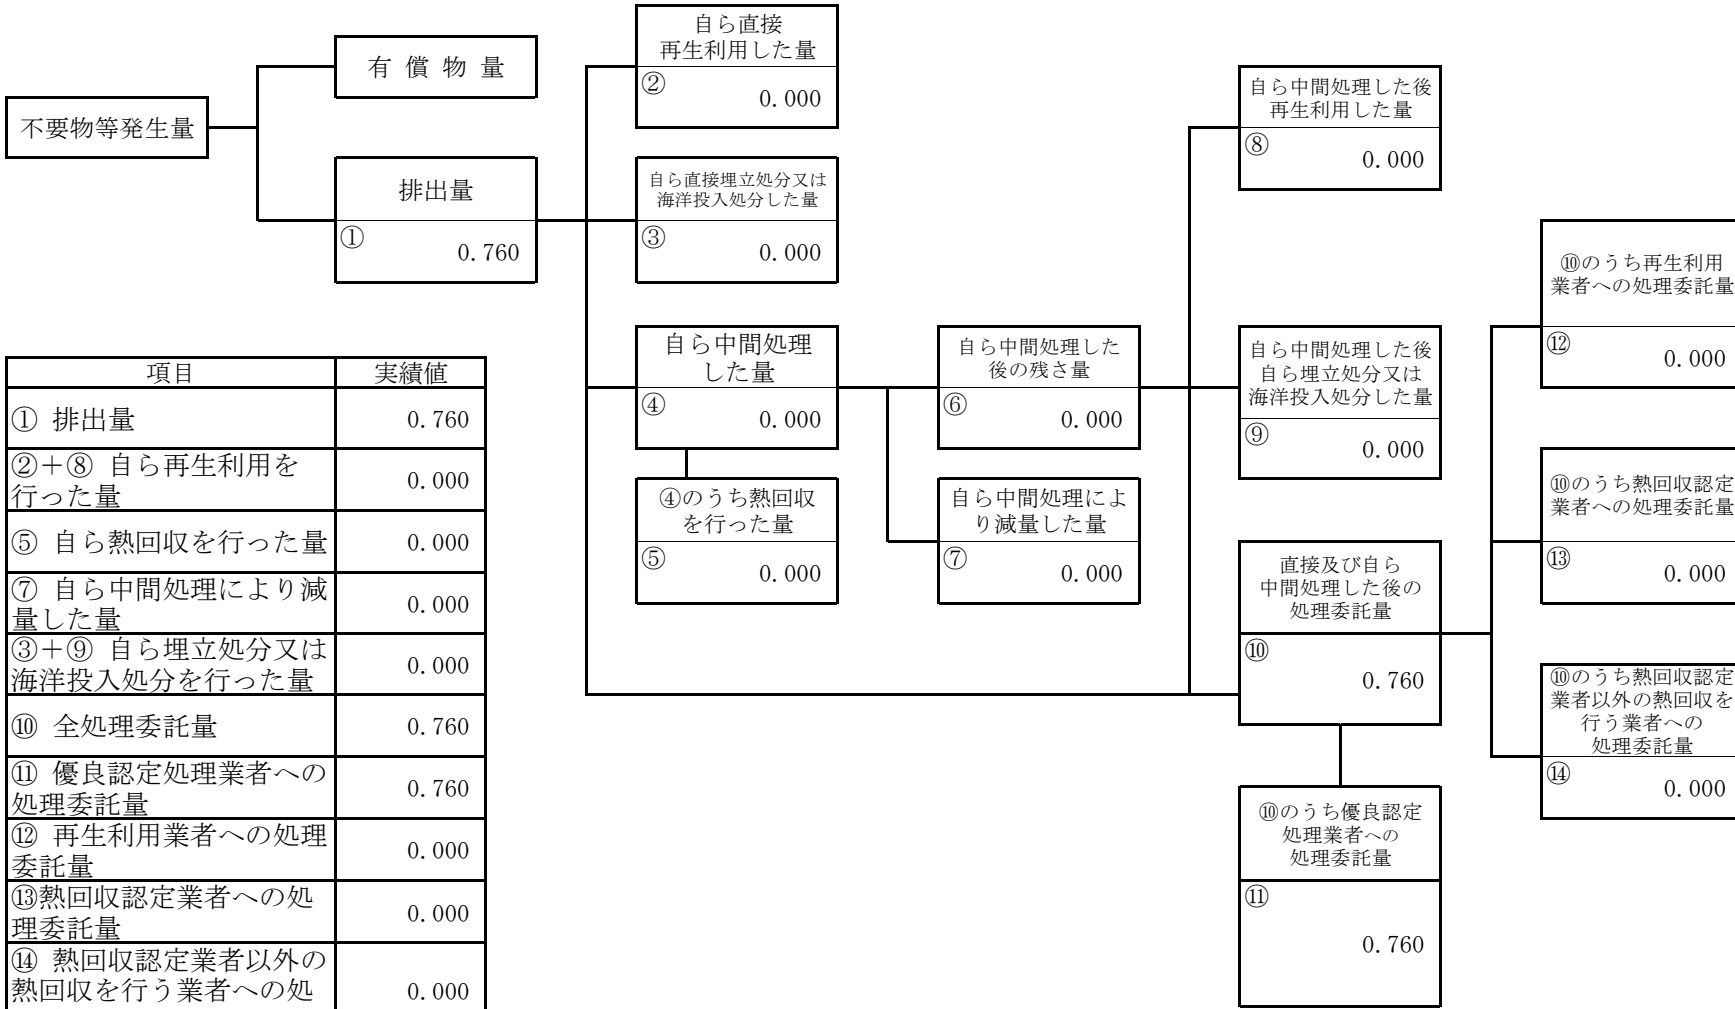 不要物等発生量
有 償 物 量
排出量
①
0.760
自ら直接
再生利用した量
②
0.000
自ら直接埋立処分又は
海洋投入処分した量
③
0.000
自ら中間処理
した量
④
0.000
④のうち熱回収
を行った量
⑤
0.000
自ら中間処理した
後の残さ量
⑥
0.000
自ら中間処理によ
り減量した量
⑦
0.000
自ら中間処理した後
再生利用した量
⑧
0.000
自ら中間処理した後
自ら埋立処分又は
海洋投入処分した量
⑨
0.000
直接及び自ら
中間処理した後の
処理委託量
⑩
0.760
⑩のうち優良認定
処理業者への
処理委託量
⑪
0.760
⑩のうち再生利用
業者への処理委託量
⑫
0.000
⑩のうち熱回収認定
業者への処理委託量
⑬
0.000
⑩のうち熱回収認定
業者以外の熱回収を
行う業者への
処理委託量
⑭
0.000
項目 実績値
① 排出量 0.760
②+⑧ 自ら再生利用を
行った量 0.000
⑤ 自ら熱回収を行った量 0.000
⑦ 自ら中間処理により減
量した量 0.000
③+⑨ 自ら埋立処分又は
海洋投入処分を行った量 0.000
⑩ 全処理委託量 0.760
⑪ 優良認定処理業者への
処理委託量 0.760
⑫ 再生利用業者への処理
委託量 0.000
⑬熱回収認定業者への処
理委託量 0.000
⑭ 熱回収認定業者以外の
熱回収を行う業者への処 0.000